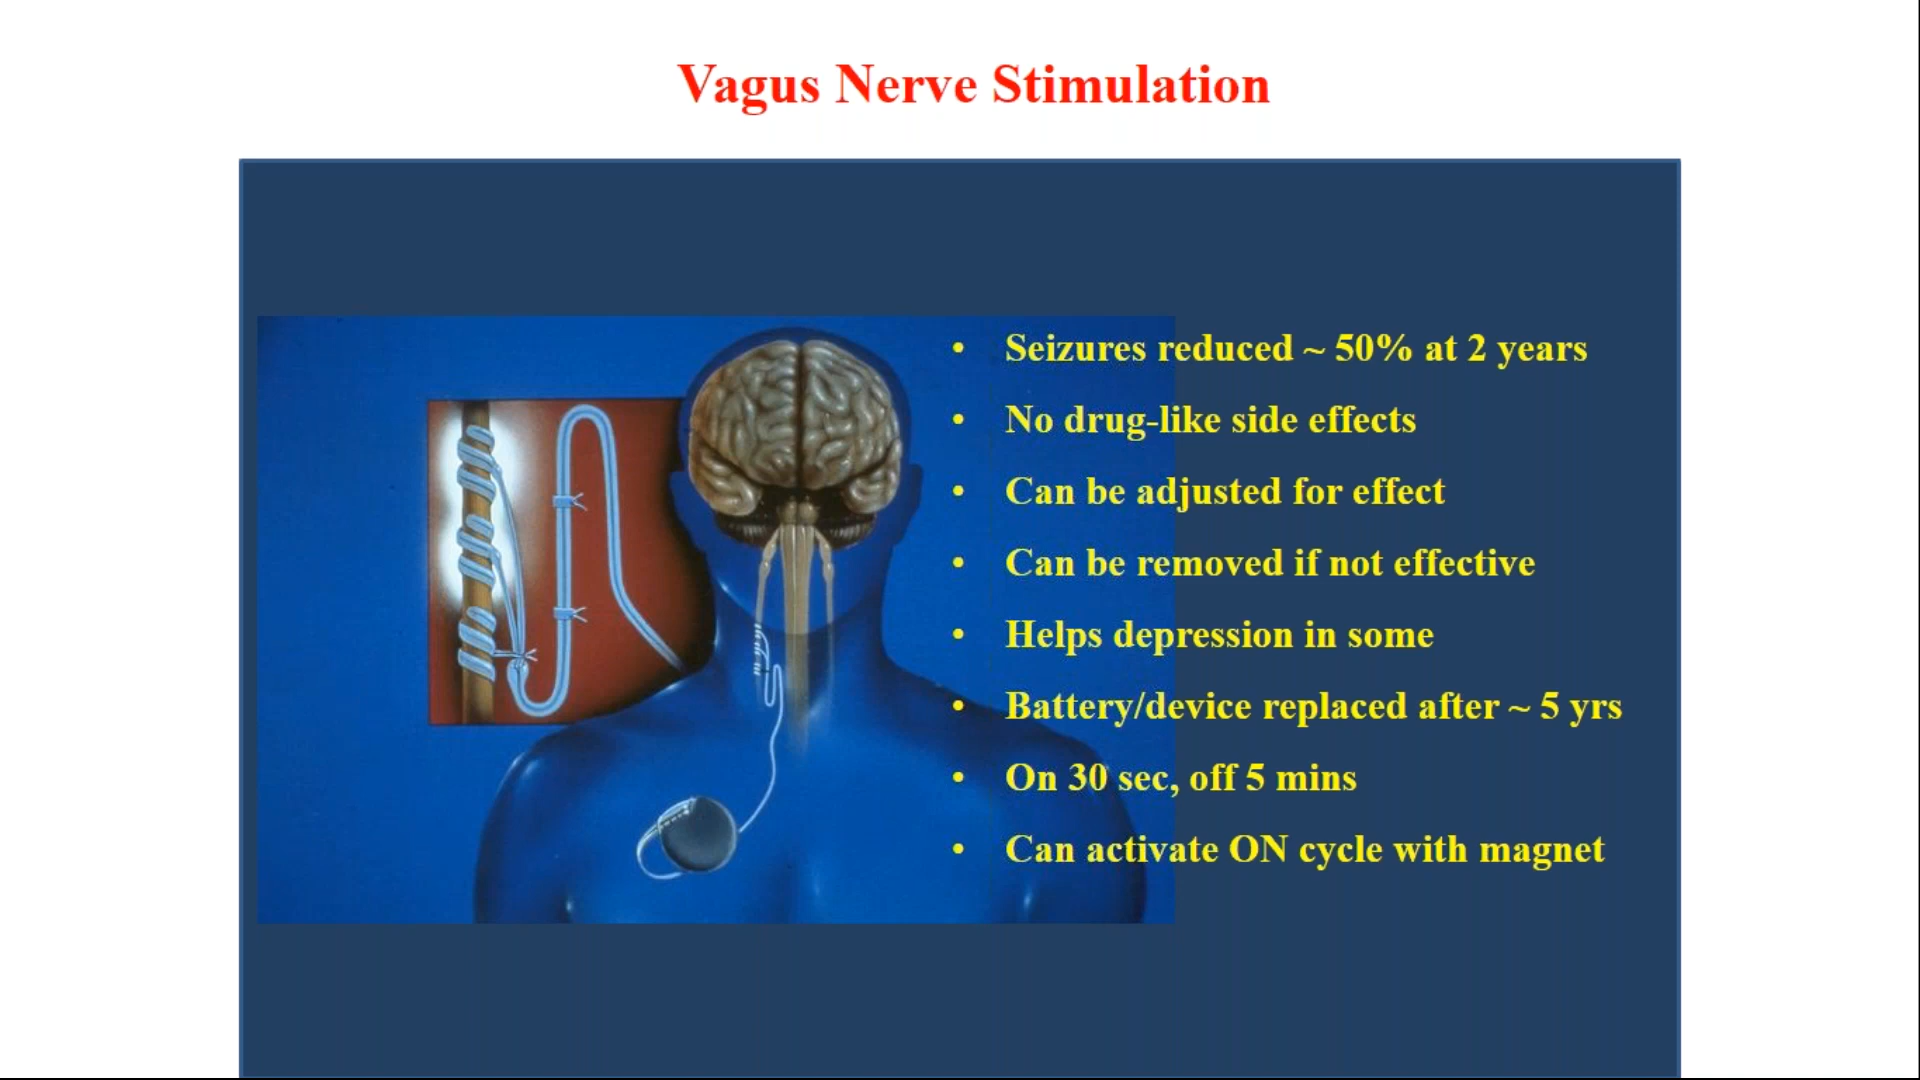 Vagus Nerve Stimulation
• Seizures reduced ~ 50% at 2 years
• No drug-like side effects
• Can be adjusted for effect
• Can be removed if not effective
• Helps depression in some
• Battery/device replaced after ~ 5 yrs
• On 30 sec, off 5 mins
• Can activate ON cycle with magnet